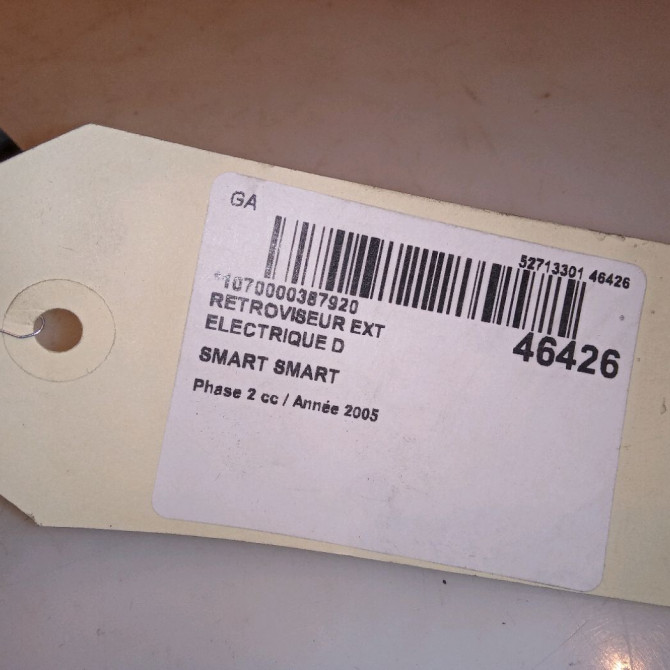 GA
52713301 46426
*1070000387920
RETROVISEUR EXT
ELECTRIQUE D
46426
SMART SMART
Phase 2 cc / Année 2005